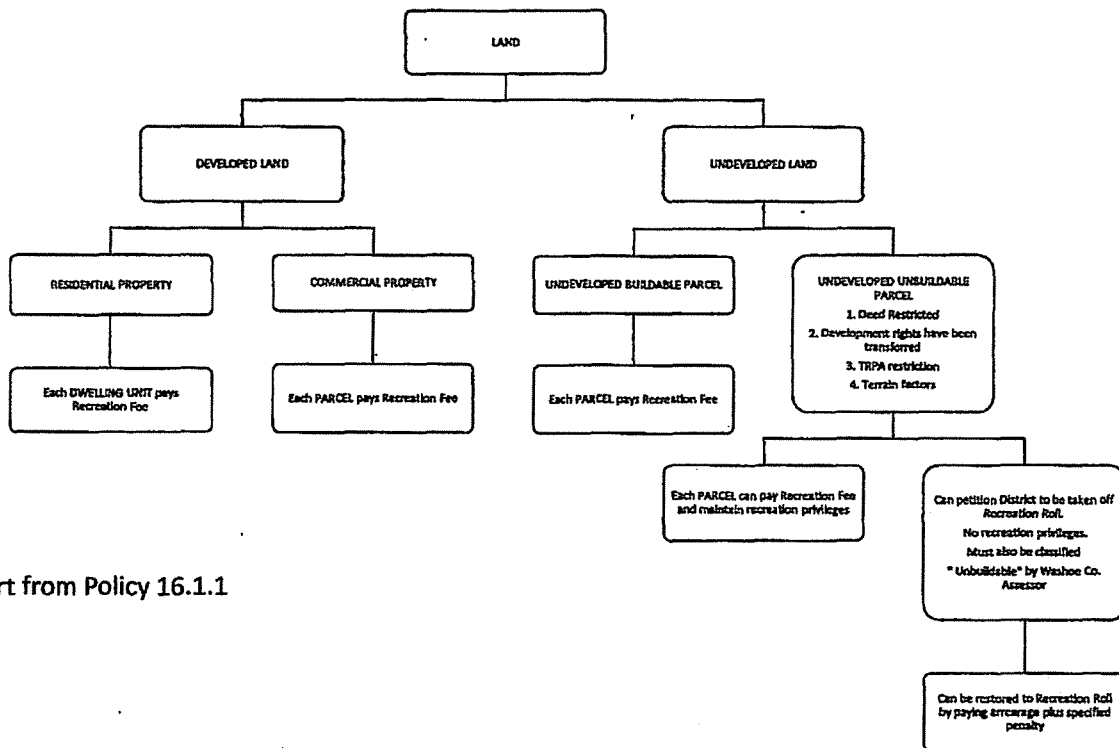 LAND
DEVELOPED LAND
UNDEVELOPED LAND
RESIDENTIAL PROPERTY
COMMERCIAL PROPERTY
UNDEVELOPED BUILDABLE PARCEL
UNDEVELOPED UNBUILDABLE
PARCEL
1. Deed Restricted
2. Development rights have been
transferred
3. TRPA restriction
4. Terrain factors
Each DWELLING UNIT pays
Recreation Fee
Each PARCEL pays Recreation Fee
Each PARCEL pays Recreation Fee
Each PARCEL can pay Recreation Fee
and maintain recreation privileges
Can petition District to be taken off
Recreation Roll.
No recreation privileges.
Must also be classified
" Unbuildable" by Washoe Co.
Assessor
Can be restored to Recreation Roll
by paying arrearage plus specified
penalty
rt from Policy 16.1.1